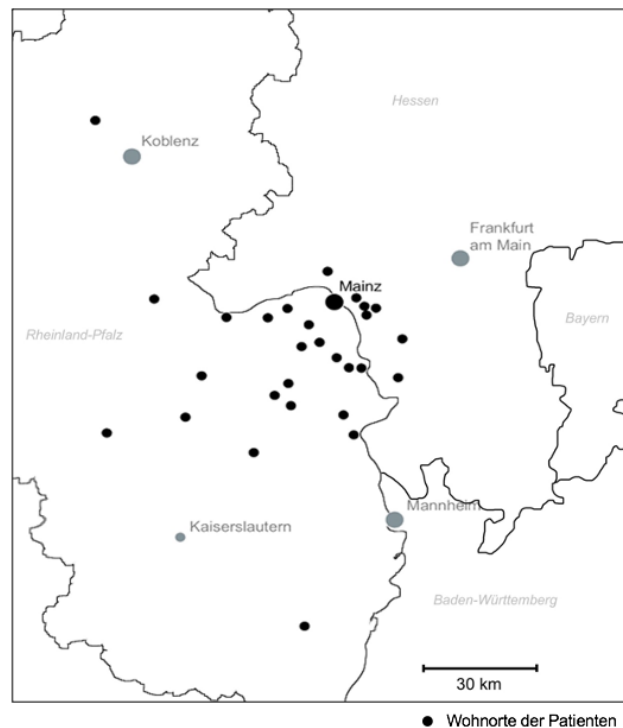 Hessen
Koblenz
Frankfurt
am Main
Mainz
Bayern
Rheinland-Pfalz
Mannheim
Kaiserslautern
Baden-Württemberg
30 km
Wohnorte der Patienten